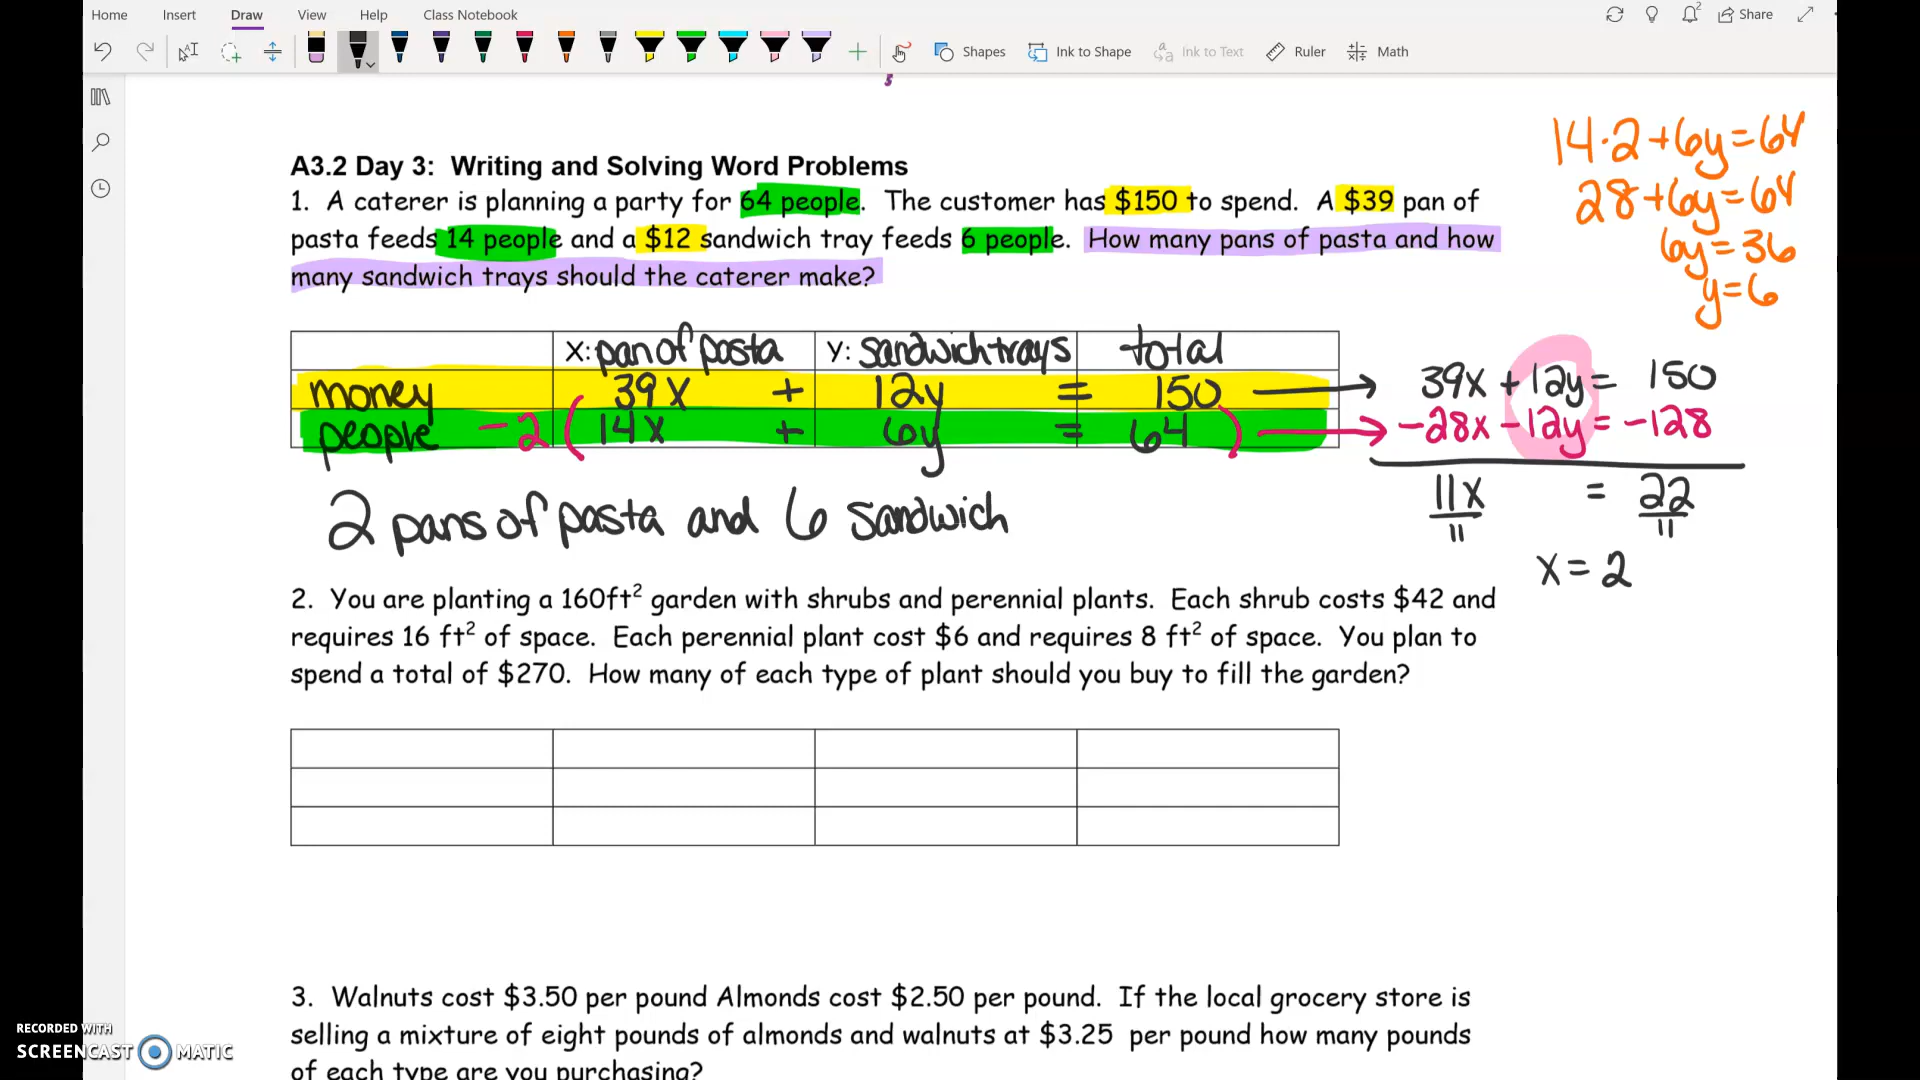 Home Insert Draw View Help Class Notebook 2 Share
Shapes Ink to Shape Ink to Text Ruler Math
A3.2 Day 3: Writing and Solving Word Problems
1. A caterer is planning a party for 64 people. The customer has $150 to spend. A $39 pan of
pasta feeds 14 people and a $12 sandwich tray feeds 6 people. How many pans of pasta and how
many sandwich trays should the caterer make?
14·2+6y=64
28+6y=64
6y=36
y=6
X: pan of pasta Y: sandwich trays total
money 39x + 12y = 150
people -2 ( 14x + 6y = 64 )
39x + 12y = 150
-28x -12y = -128
11x = 22
11 11
x = 2
2 pans of pasta and 6 sandwich
2. You are planting a 160ft² garden with shrubs and perennial plants. Each shrub costs $42 and
requires 16 ft² of space. Each perennial plant cost $6 and requires 8 ft² of space. You plan to
spend a total of $270. How many of each type of plant should you buy to fill the garden?
3. Walnuts cost $3.50 per pound Almonds cost $2.50 per pound. If the local grocery store is
selling a mixture of eight pounds of almonds and walnuts at $3.25 per pound how many pounds
of each type are you purchasing?
RECORDED WITH
SCREENCAST MATIC